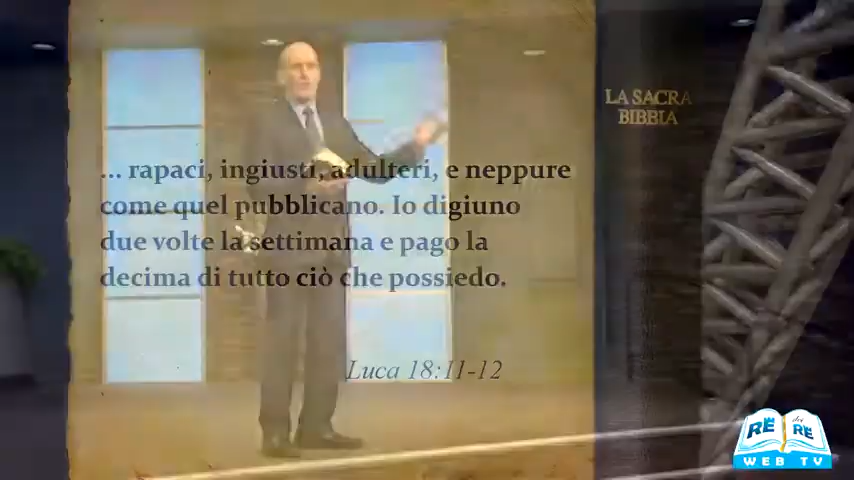 LA SACRA
BIBBIA
... rapaci, ingiusti, adulteri, e neppure
come quel pubblicano. Io digiuno
due volte la settimana e pago la
decima di tutto ciò che possiedo.
Luca 18:11-12
RE dei RE
WEB TV